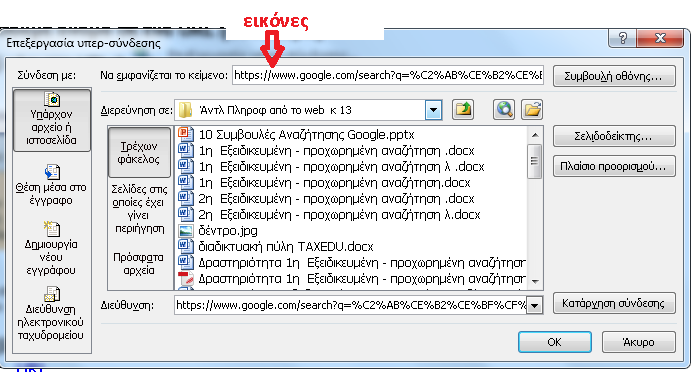 εικόνες
Επεξεργασία υπερ-σύνδεσης
Σύνδεση με:
Να εμφανίζεται το κείμενο: https://www.google.com/search?q=%C2%AB%CE%B2%CE%
Συμβουλή οθόνης...
Υπάρχον αρχείο ή ιστοσελίδα
Διερεύνηση σε: Άντλ Πληροφ από το web κ 13
Τρέχων φάκελος
10 Συμβουλές Αναζήτησης Google.pptx
Σελιδοδείκτης...
1η Εξειδικευμένη - προχωρημένη αναζήτηση .docx
1η Εξειδικευμένη - προχωρημένη αναζήτηση λ .docx
Πλαίσιο προορισμού...
1η Εξειδικευμένη - προχωρημένη αναζήτηση.docx
Θέση μέσα στο έγγραφο
Σελίδες στις οποίες έχει γίνει περιήγηση
2η Εξειδικευμένη - προχωρημένη αναζήτηση .docx
2η Εξειδικευμένη - προχωρημένη αναζήτηση λ.docx
δέντρο.jpg
Δημιουργία νέου εγγράφου
διαδικτυακή πύλη TAXEDU.docx
Πρόσφατα αρχεία
Δραστηριότητα 1η Εξειδικευμένη - προχωρημένη αναζήτησ
Δραστηριότητα 1η Εξειδικευμένη - προχωρημένη αναζήτησ
Διεύθυνση ηλεκτρονικού ταχυδρομείου
Διεύθυνση: https://www.google.com/search?q=%C2%AB%CE%B2%CE%BF%CF%
Κατάργηση σύνδεσης
OK
Άκυρο